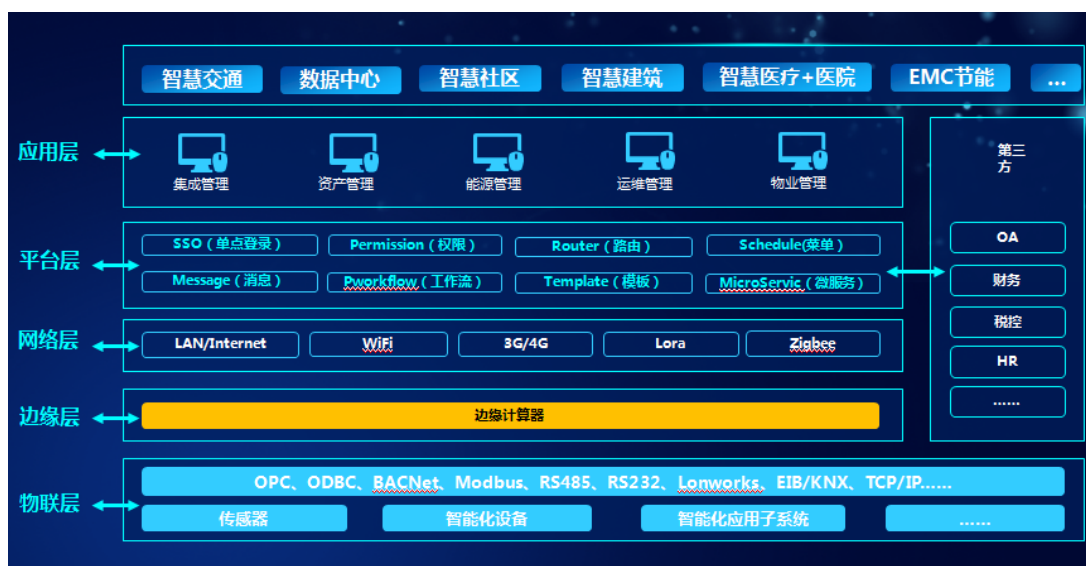 智慧交通
数据中心
智慧社区
智慧建筑
智慧医疗+医院
EMC节能
...
应用层
集成管理
资产管理
能源管理
运维管理
物业管理
第三
方
平台层
SSO（单点登录）
Permission（权限）
Router（路由）
Schedule(菜单）
Message（消息）
Pworkflow（工作流）
Template（模板）
MicroServic（微服务）
OA
财务
税控
HR
……
网络层
LAN/Internet
WiFi
3G/4G
Lora
Zigbee
边缘层
边缘计算器
物联层
OPC、ODBC、BACNet、Modbus、RS485、RS232、Lonworks、EIB/KNX、TCP/IP……
传感器
智能化设备
智能化应用子系统
……